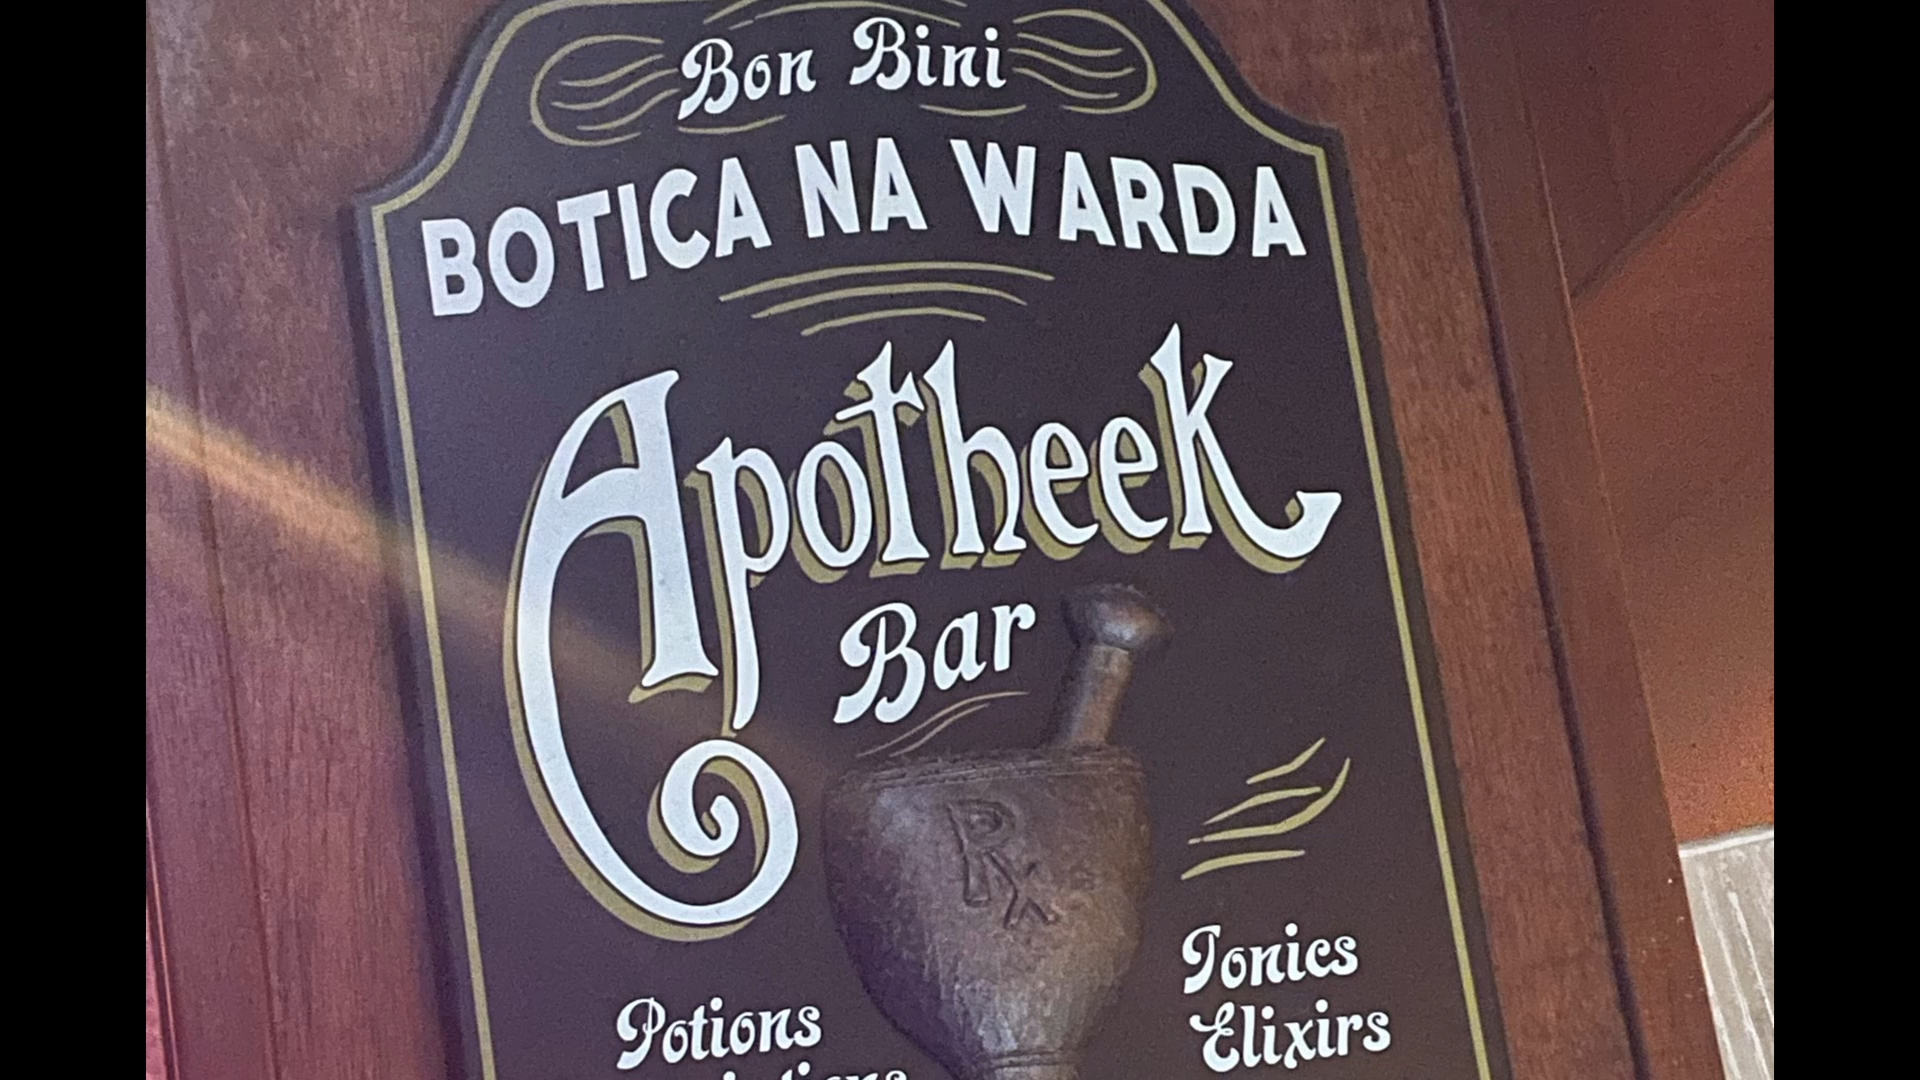 Bon Bini
BOTICA NA WARDA
Apotheek
Bar
Rx
Tonics
Potions
Elixirs